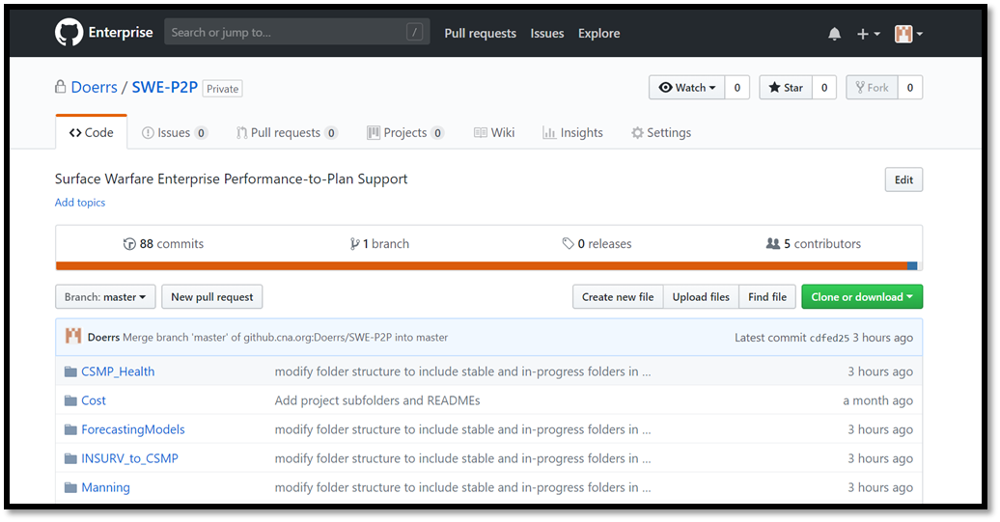 Enterprise Search or jump to... / Pull requests Issues Explore
Doerrs / SWE-P2P Private Watch 0 Star 0 Fork 0
Code Issues 0 Pull requests 0 Projects 0 Wiki Insights Settings
Surface Warfare Enterprise Performance-to-Plan Support Edit
Add topics
88 commits 1 branch 0 releases 5 contributors
Branch: master New pull request Create new file Upload files Find file Clone or download
Doerrs Merge branch 'master' of github.cna.org:Doerrs/SWE-P2P into master Latest commit cdfed25 3 hours ago
CSMP_Health modify folder structure to include stable and in-progress folders in ... 3 hours ago
Cost Add project subfolders and READMEs a month ago
ForecastingModels modify folder structure to include stable and in-progress folders in ... 3 hours ago
INSURV_to_CSMP modify folder structure to include stable and in-progress folders in ... 3 hours ago
Manning modify folder structure to include stable and in-progress folders in ... 3 hours ago